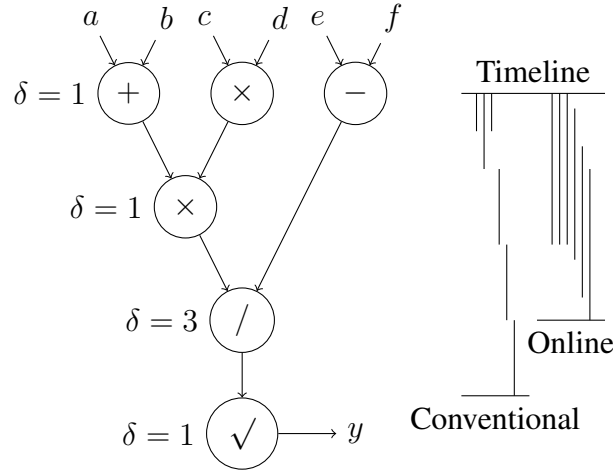 a b c d e f
Timeline
δ = 1 + × −
δ = 1 ×
δ = 3 /
Online
Conventional
δ = 1 √ y